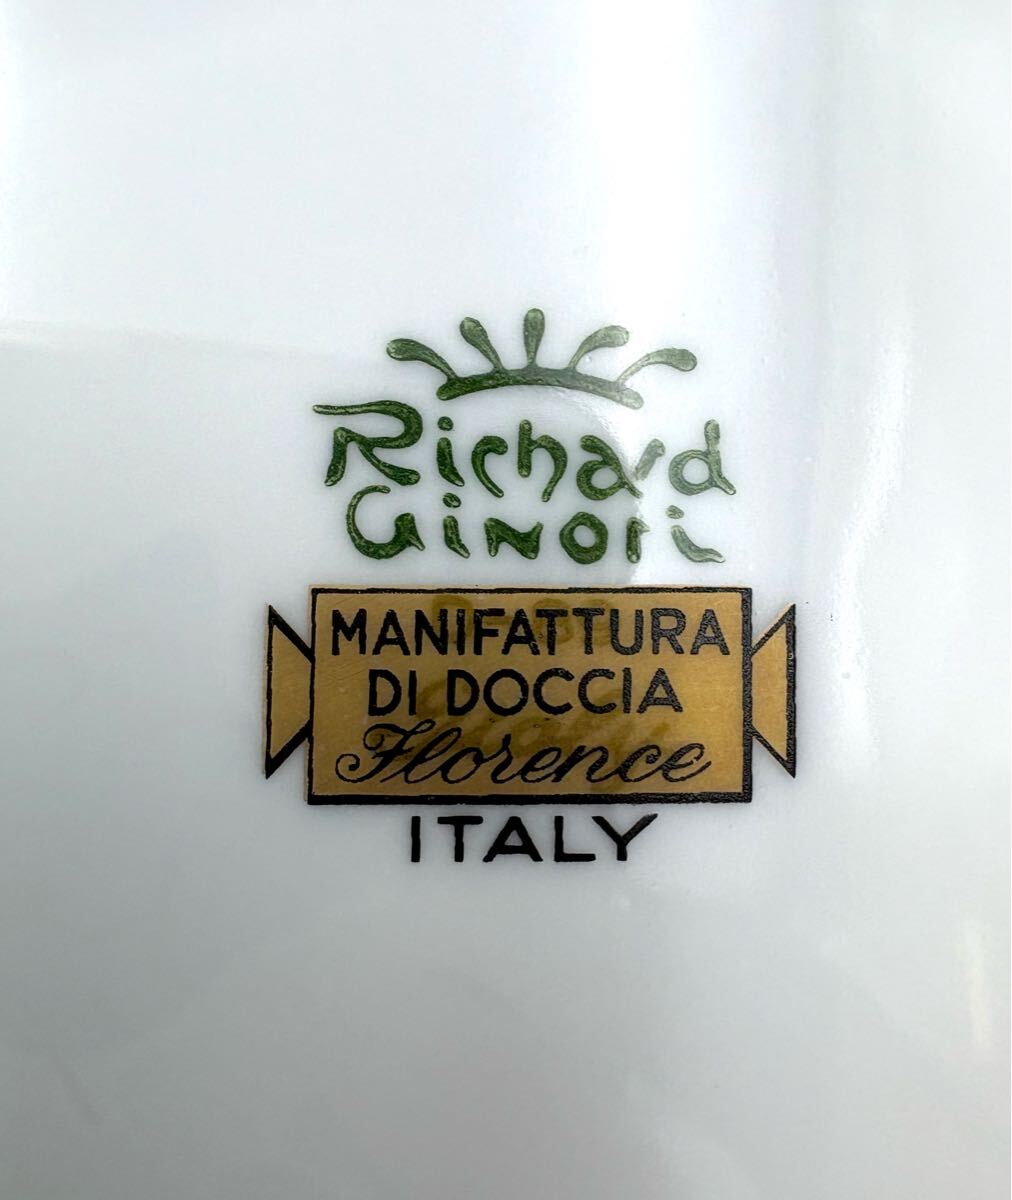 Richard
Ginori
MANIFATTURA
DI DOCCIA
Florence
ITALY